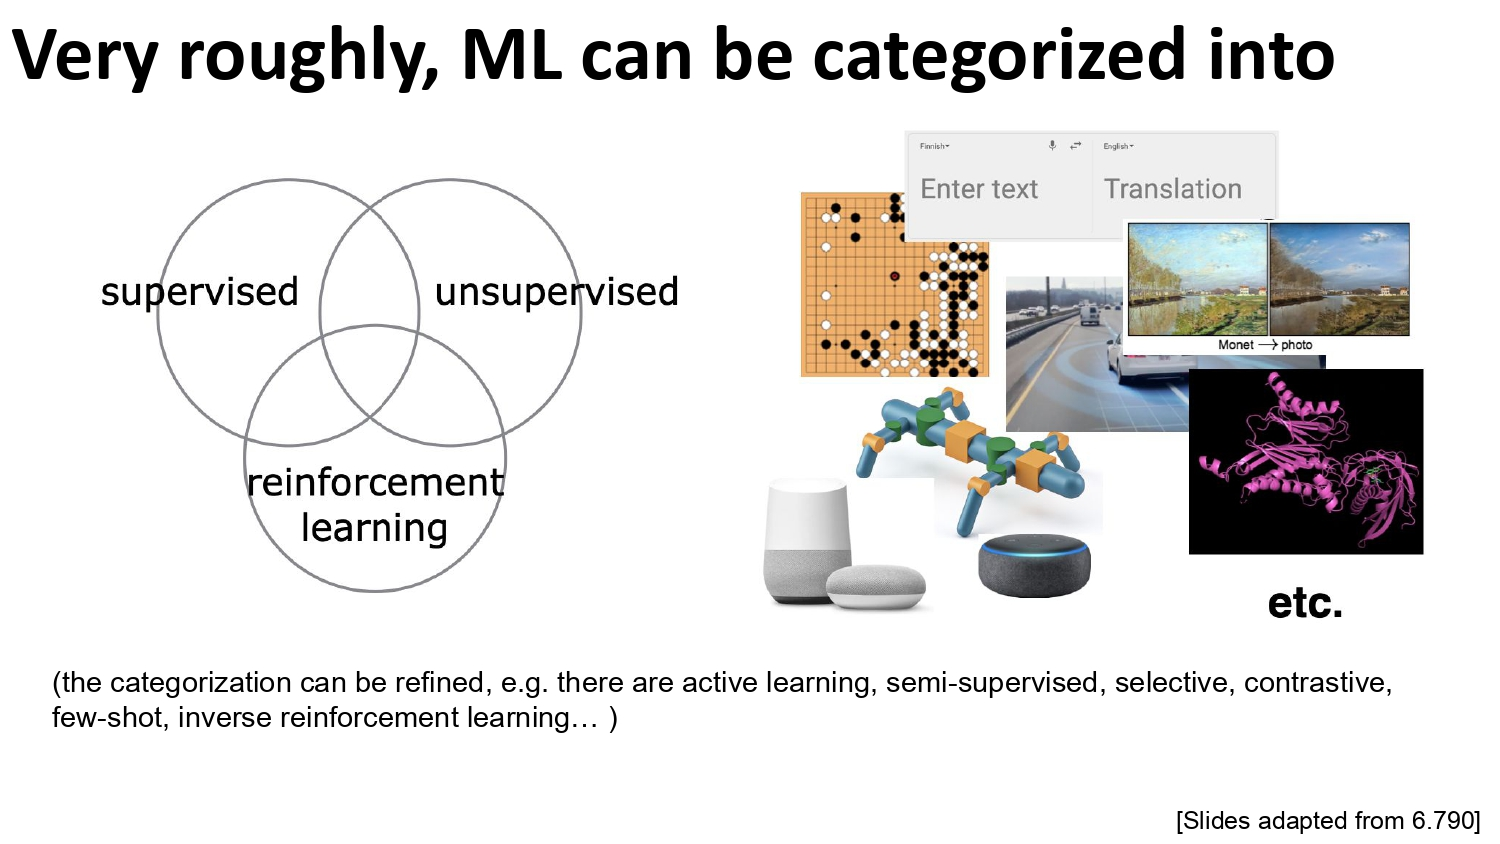 Very roughly, ML can be categorized into
supervised
unsupervised
reinforcement
learning
Finnish
English
Enter text
Translation
Monet → photo
etc.
(the categorization can be refined, e.g. there are active learning, semi-supervised, selective, contrastive,
few-shot, inverse reinforcement learning… )
[Slides adapted from 6.790]